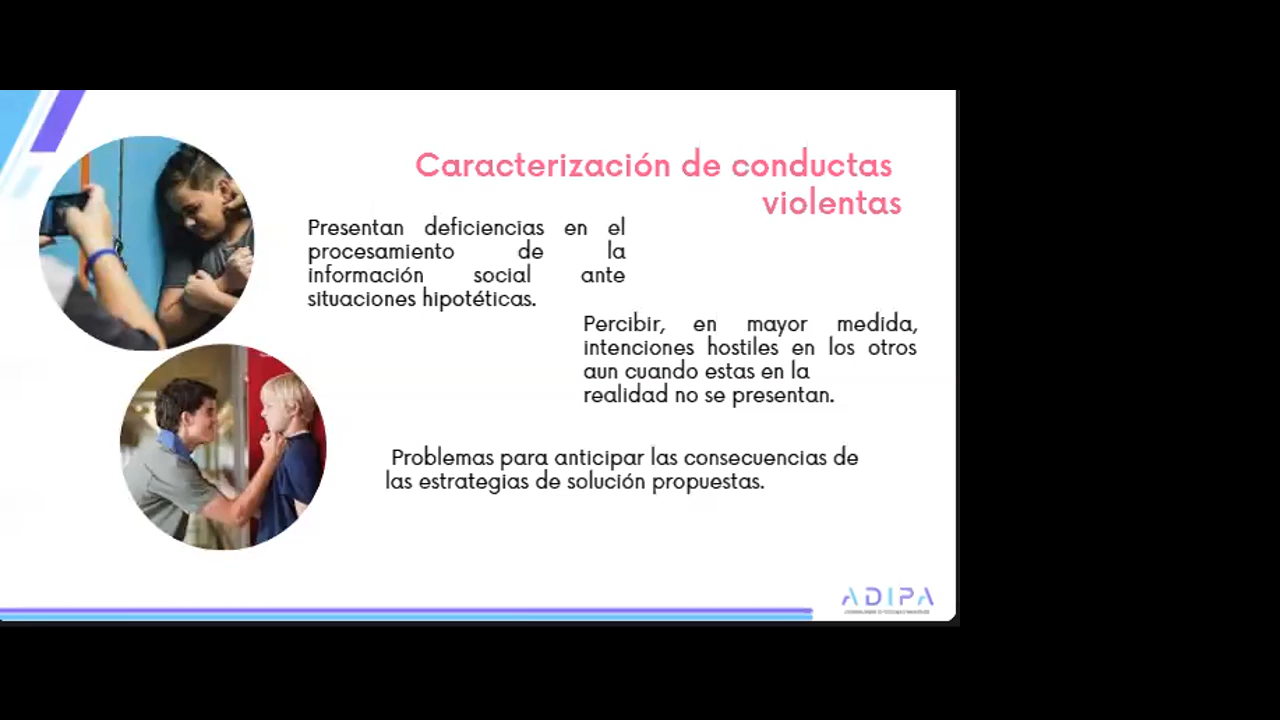 Caracterización de conductas
violentas
Presentan deficiencias en el
procesamiento de la
información social ante
situaciones hipotéticas.
Percibir, en mayor medida,
intenciones hostiles en los otros
aun cuando estas en la
realidad no se presentan.
Problemas para anticipar las consecuencias de
las estrategias de solución propuestas.
ADIPA